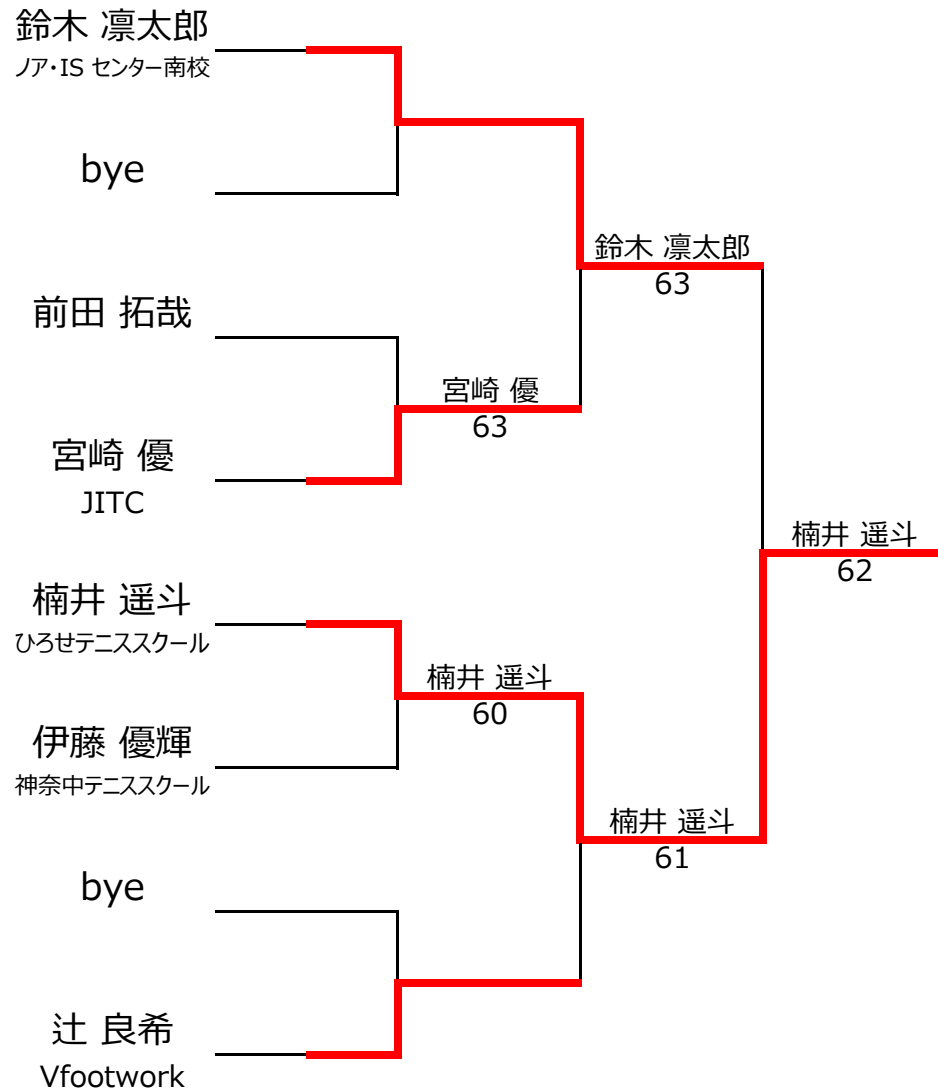 鈴木 凛太郎
ノア・IS センター南校
bye
前田 拓哉
宮崎 優
JITC
楠井 遥斗
ひろせテニススクール
伊藤 優輝
神奈中テニススクール
bye
辻 良希
Vfootwork
宮崎 優
63
楠井 遥斗
60
鈴木 凛太郎
63
楠井 遥斗
61
楠井 遥斗
62